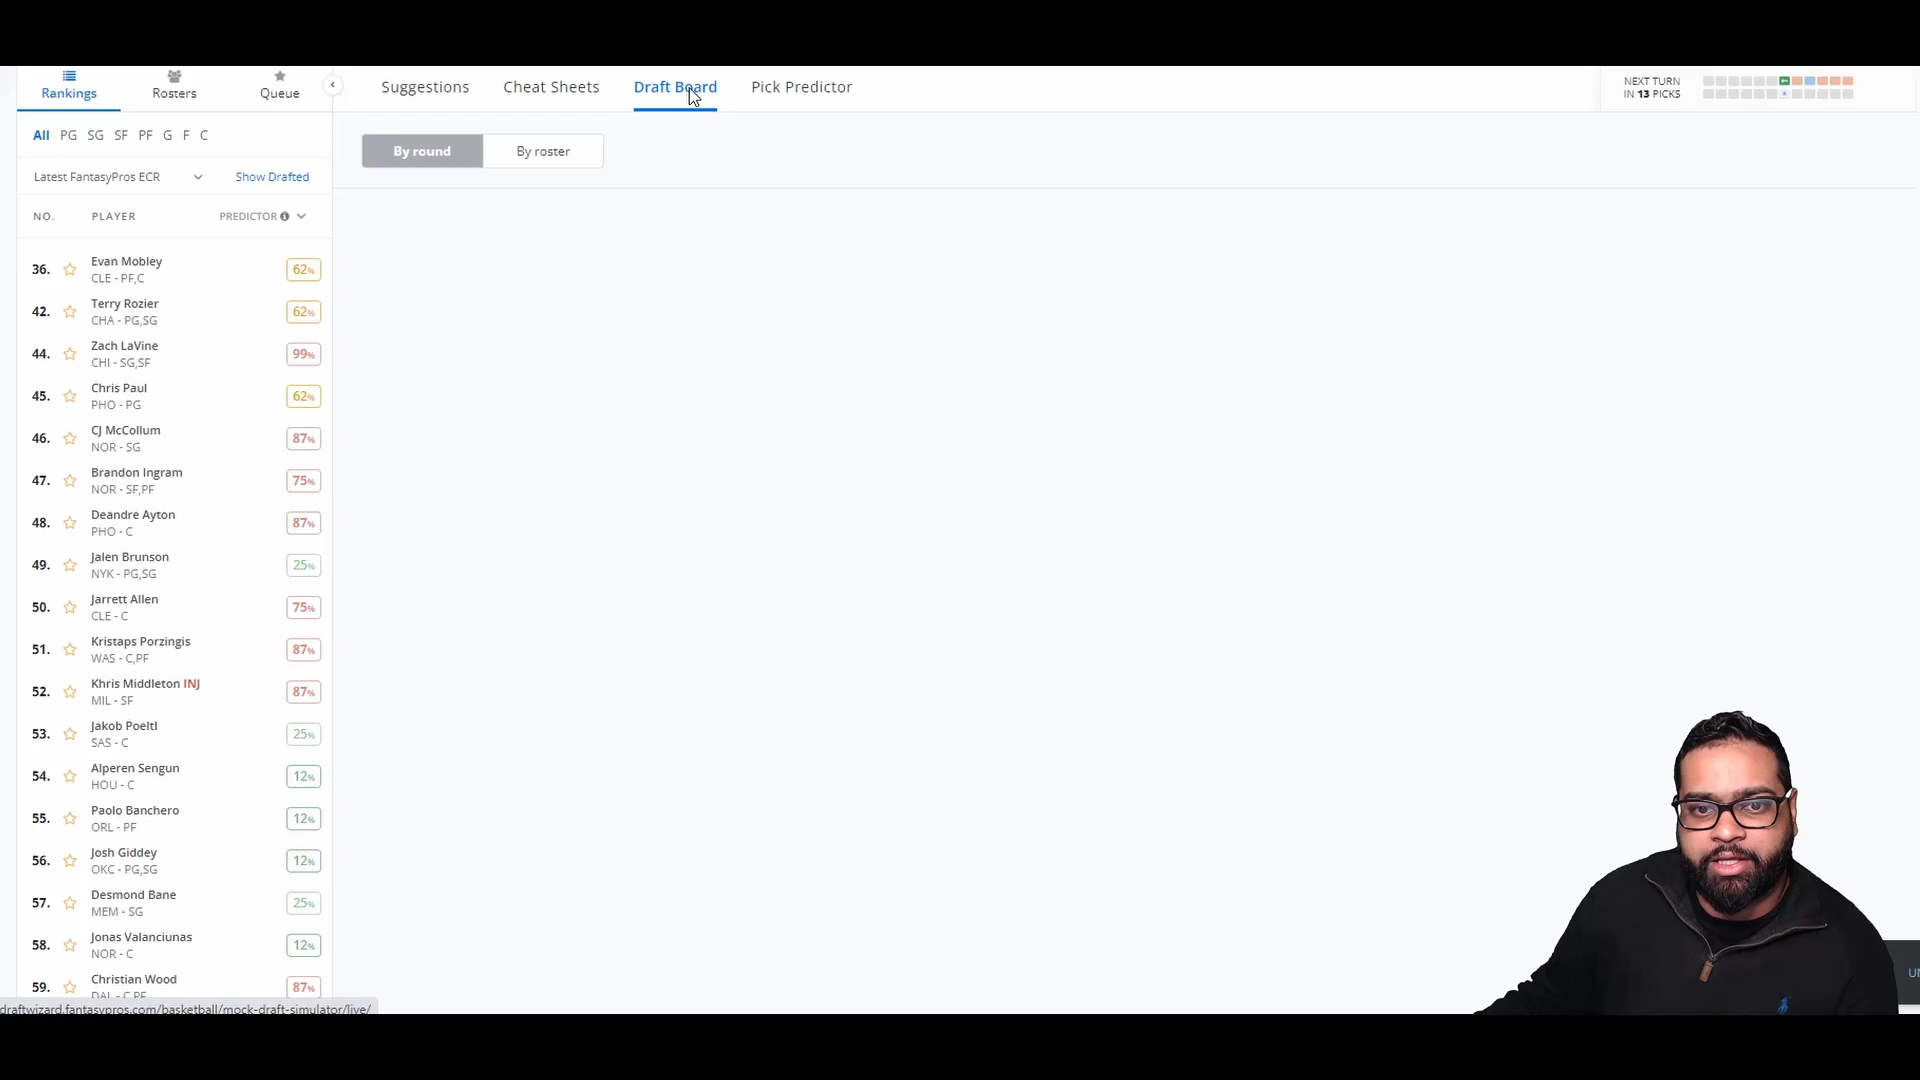 Rankings
Rosters
Queue
Suggestions
Cheat Sheets
Draft Board
Pick Predictor
NEXT TURN
IN 13 PICKS
All PG SG SF PF G F C
By round
By roster
Latest FantasyPros ECR
Show Drafted
NO. PLAYER PREDICTOR
36. Evan Mobley 62%
CLE - PF,C
42. Terry Rozier 62%
CHA - PG,SG
44. Zach LaVine 99%
CHI - SG,SF
45. Chris Paul 62%
PHO - PG
46. CJ McCollum 87%
NOR - SG
47. Brandon Ingram 75%
NOR - SF,PF
48. Deandre Ayton 87%
PHO - C
49. Jalen Brunson 25%
NYK - PG,SG
50. Jarrett Allen 75%
CLE - C
51. Kristaps Porzingis 87%
WAS - C,PF
52. Khris Middleton INJ 87%
MIL - SF
53. Jakob Poeltl 25%
SAS - C
54. Alperen Sengun 12%
HOU - C
55. Paolo Banchero 12%
ORL - PF
56. Josh Giddey 12%
OKC - PG,SG
57. Desmond Bane 25%
MEM - SG
58. Jonas Valanciunas 12%
NOR - C
59. Christian Wood 87%
DAL - C,PF
draftwizard.fantasypros.com/basketball/mock-draft-simulator/live/